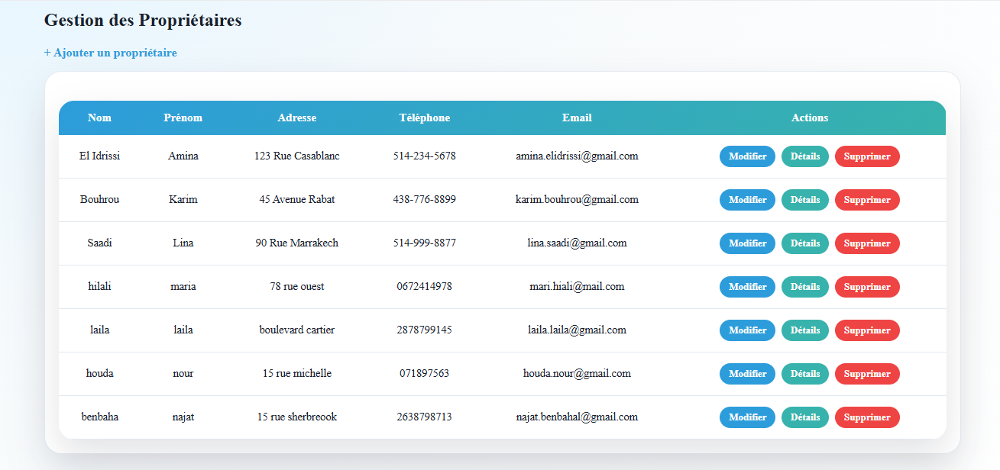 Gestion des Propriétaires
+ Ajouter un propriétaire
Nom Prénom Adresse Téléphone Email Actions
El Idrissi Amina 123 Rue Casablanc 514-234-5678 amina.elidrissi@gmail.com Modifier Détails Supprimer
Bouhrou Karim 45 Avenue Rabat 438-776-8899 karim.bouhrou@gmail.com Modifier Détails Supprimer
Saadi Lina 90 Rue Marrakech 514-999-8877 lina.saadi@gmail.com Modifier Détails Supprimer
hilali maria 78 rue ouest 0672414978 mari.hiali@mail.com Modifier Détails Supprimer
laila laila boulevard cartier 2878799145 laila.laila@gmail.com Modifier Détails Supprimer
houda nour 15 rue michelle 071897563 houda.nour@gmail.com Modifier Détails Supprimer
benbaha najat 15 rue sherbreook 2638798713 najat.benbahal@gmail.com Modifier Détails Supprimer